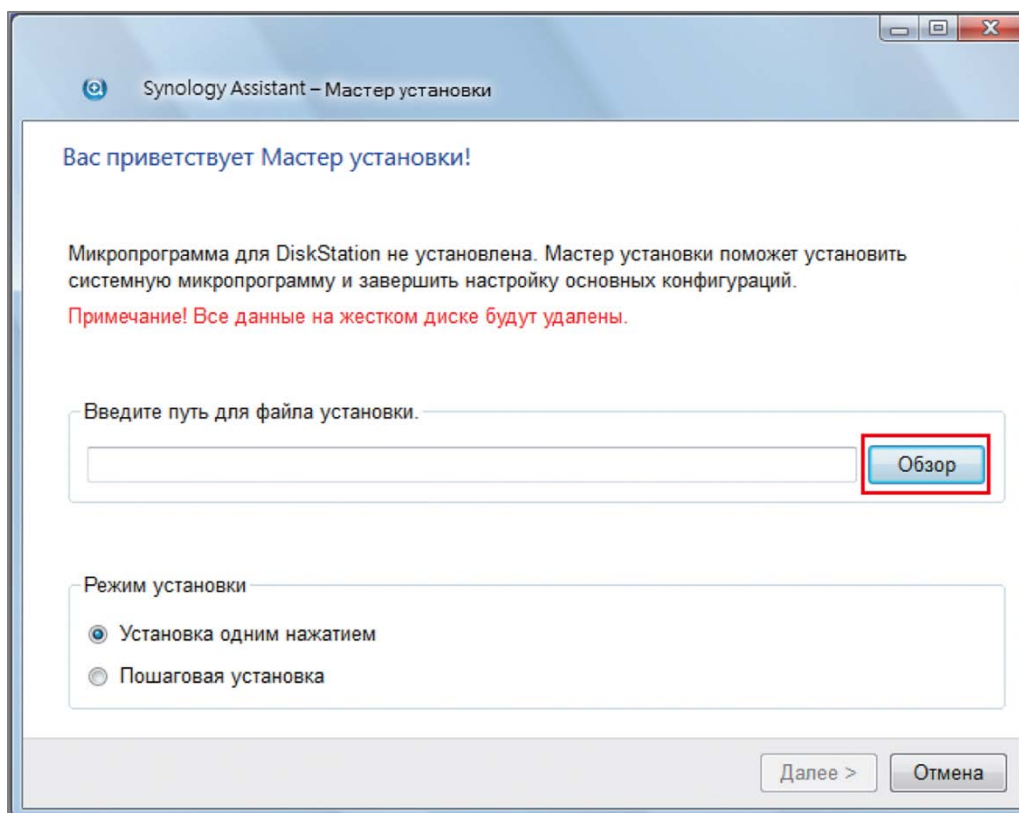 Synology Assistant – Мастер установки
Вас приветствует Мастер установки!
Микропрограмма для DiskStation не установлена. Мастер установки поможет установить
системную микропрограмму и завершить настройку основных конфигураций.
Примечание! Все данные на жестком диске будут удалены.
Введите путь для файла установки.
Обзор
Режим установки
Установка одним нажатием
Пошаговая установка
Далее >
Отмена